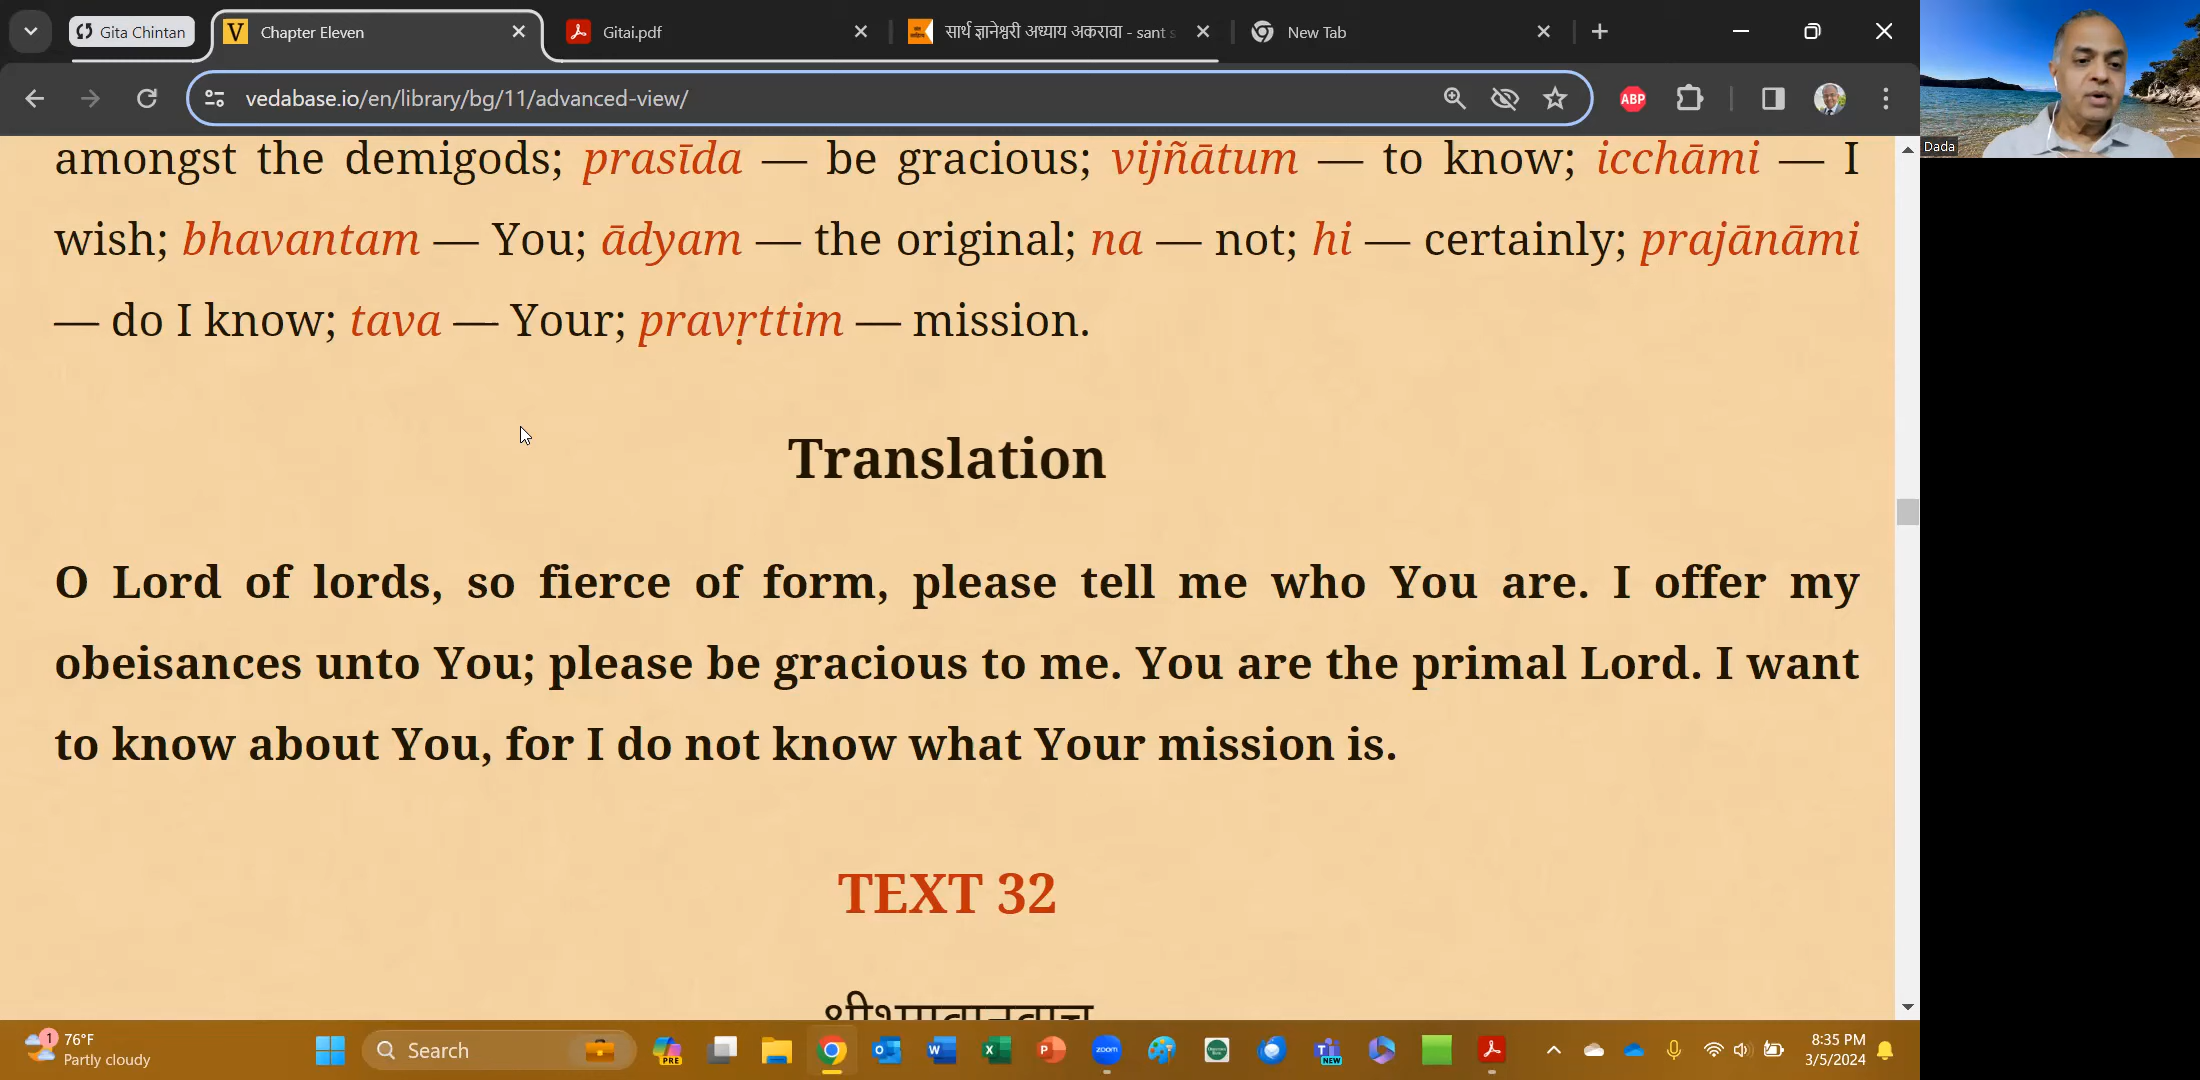 Gita Chintan
Chapter Eleven
Gitai.pdf
सार्थ ज्ञानेश्वरी अध्याय अकरावा - sant s
New Tab
vedabase.io/en/library/bg/11/advanced-view/
ABP
Dada
amongst the demigods; prasīda — be gracious; vijñātum — to know; icchāmi — I
wish; bhavantam — You; ādyam — the original; na — not; hi — certainly; prajānāmi
— do I know; tava — Your; pravṛttim — mission.
Translation
O Lord of lords, so fierce of form, please tell me who You are. I offer my
obeisances unto You; please be gracious to me. You are the primal Lord. I want
to know about You, for I do not know what Your mission is.
TEXT 32
1
76°F
Partly cloudy
Search
PRE
zoom
NEW
8:35 PM
3/5/2024